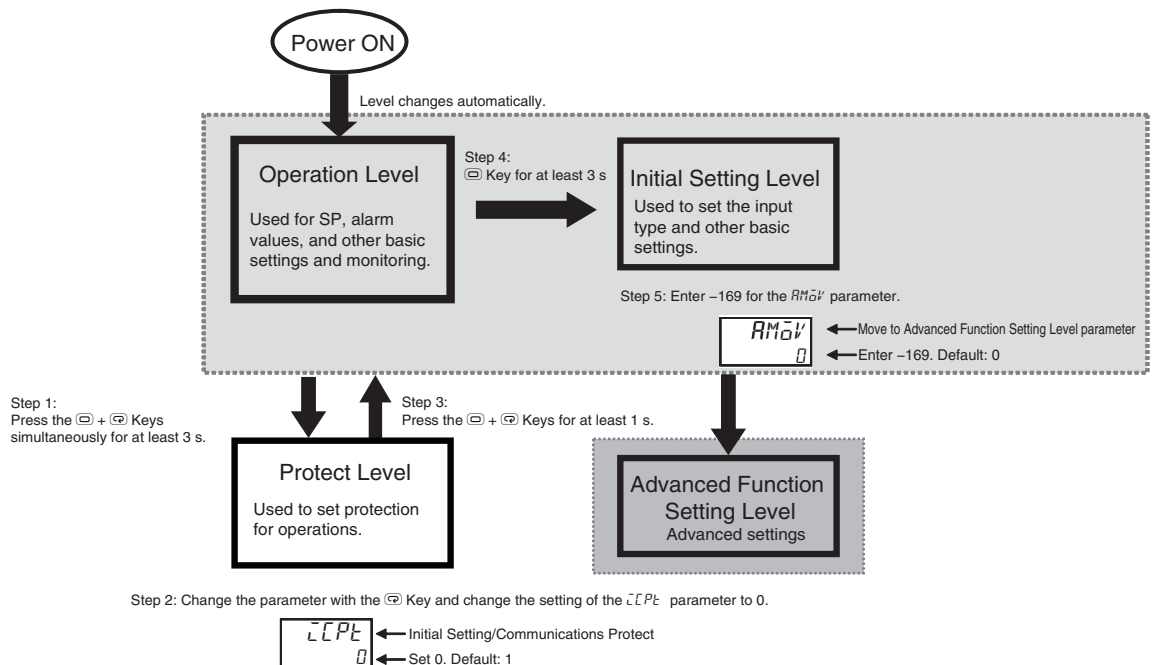 Power ON
Level changes automatically.
Operation Level
Used for SP, alarm
values, and other basic
settings and monitoring.
Step 4:
Key for at least 3 s
Initial Setting Level
Used to set the input
type and other basic
settings.
Step 5: Enter –169 for the AMoV parameter.
AMoV
Move to Advanced Function Setting Level parameter
0
Enter –169. Default: 0
Step 1:
Press the + Keys
simultaneously for at least 3 s.
Step 3:
Press the + Keys for at least 1 s.
Protect Level
Used to set protection
for operations.
Advanced Function
Setting Level
Advanced settings
Step 2: Change the parameter with the Key and change the setting of the iCPt parameter to 0.
iCPt
Initial Setting/Communications Protect
0
Set 0. Default: 1